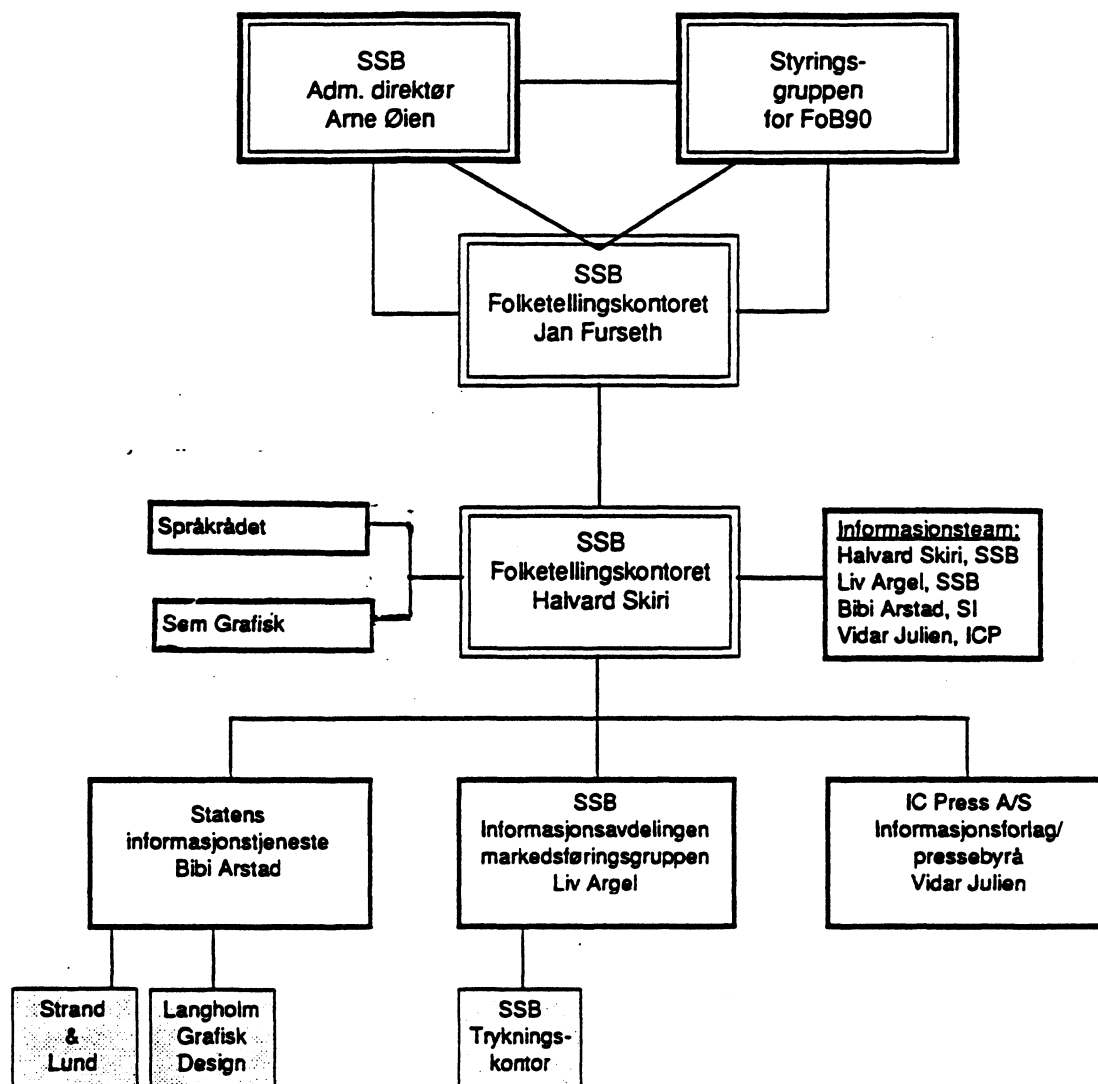 SSB
Adm. direktør
Arne Øien
Styrings-
gruppen
for FoB90
SSB
Folketellingskontoret
Jan Furseth
Språkrådet
Sem Grafisk
SSB
Folketellingskontoret
Halvard Skiri
Informasjonsteam:
Halvard Skiri, SSB
Liv Argel, SSB
Bibi Arstad, SI
Vidar Julien, ICP
Statens
informasjonstjeneste
Bibi Arstad
SSB
Informasjonsavdelingen
markedsføringsgruppen
Liv Argel
IC Press A/S
Informasjonsforlag/
pressebyrå
Vidar Julien
Strand
&
Lund
Langholm
Grafisk
Design
SSB
Tryknings-
kontor